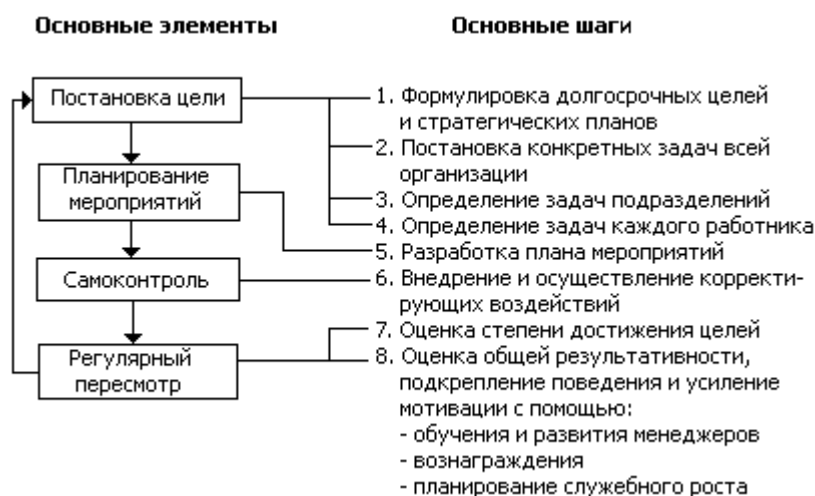 Основные элементы
Основные шаги
Постановка цели
Планирование
мероприятий
Самоконтроль
Регулярный
пересмотр
1. Формулировка долгосрочных целей
и стратегических планов
2. Постановка конкретных задач всей
организации
3. Определение задач подразделений
4. Определение задач каждого работника
5. Разработка плана мероприятий
6. Внедрение и осуществление коррект-
ирующих воздействий
7. Оценка степени достижения целей
8. Оценка общей результативности,
подкрепление поведения и усиление
мотивации с помощью:
- обучения и развития менеджеров
- вознаграждения
- планирование служебного роста